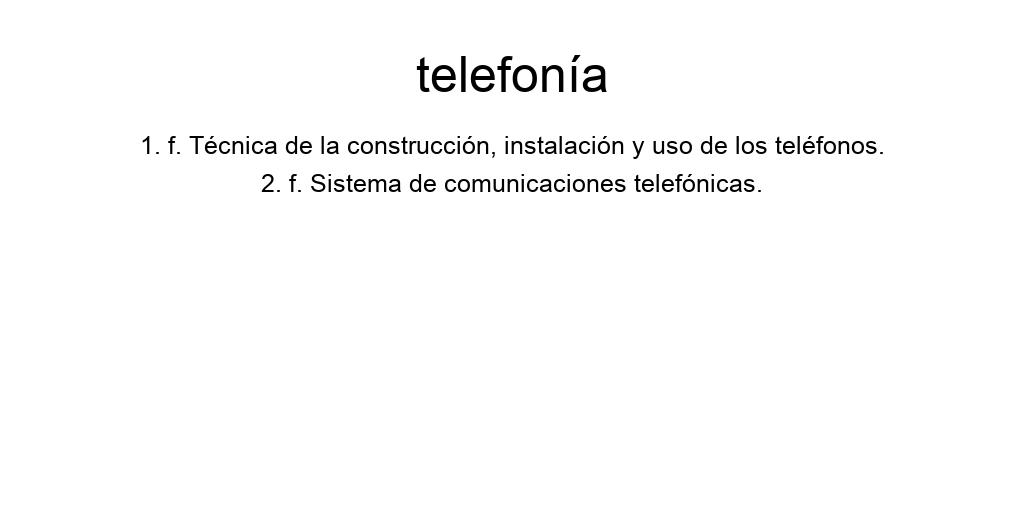 telefonía
1. f. Técnica de la construcción, instalación y uso de los teléfonos.
2. f. Sistema de comunicaciones telefónicas.